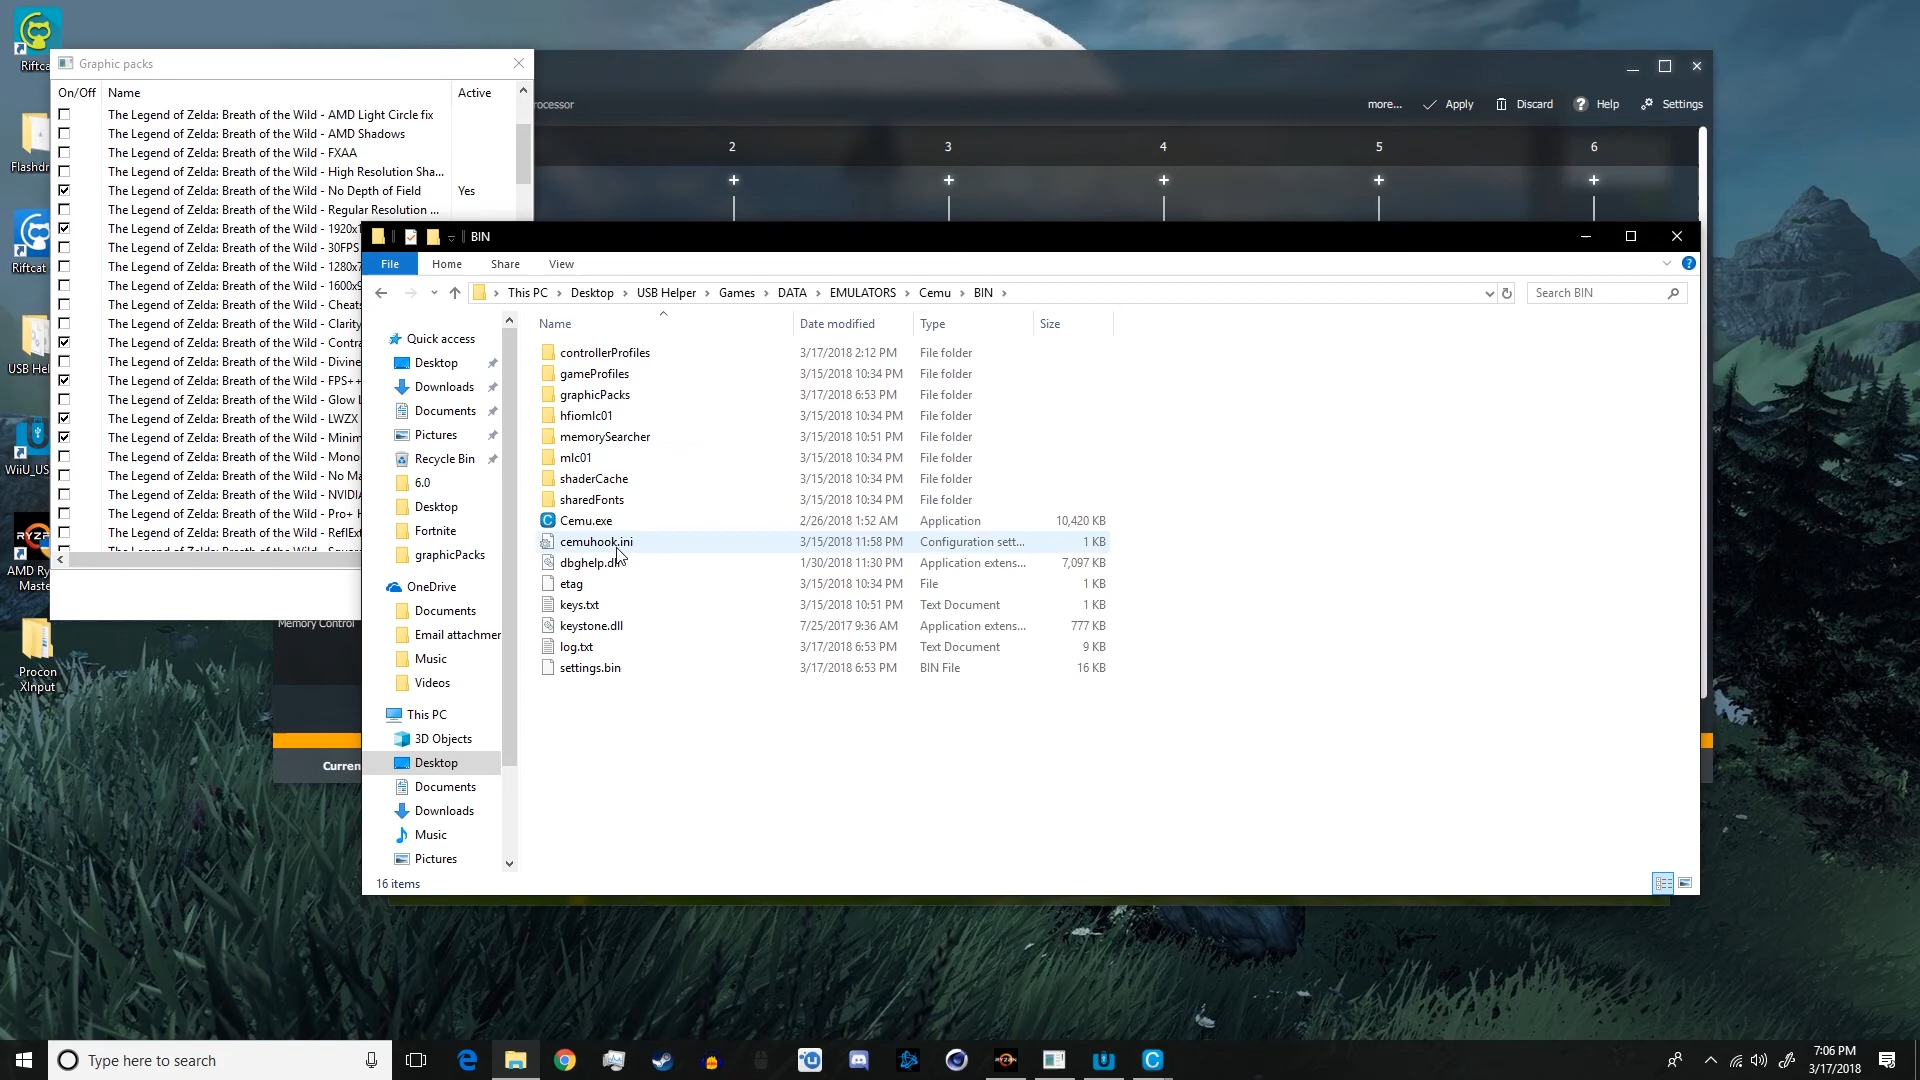 Riftca
Flashdr
Riftcat
USB Hel
WiiU_US
RYZE
AMD Ry
Maste
Procon
XInput
Graphic packs
On/Off Name Active
The Legend of Zelda: Breath of the Wild - AMD Light Circle fix
The Legend of Zelda: Breath of the Wild - AMD Shadows
The Legend of Zelda: Breath of the Wild - FXAA
The Legend of Zelda: Breath of the Wild - High Resolution Sha...
The Legend of Zelda: Breath of the Wild - No Depth of Field Yes
The Legend of Zelda: Breath of the Wild - Regular Resolution ...
The Legend of Zelda: Breath of the Wild - 1920x1
The Legend of Zelda: Breath of the Wild - 30FPS
The Legend of Zelda: Breath of the Wild - 1280x7
The Legend of Zelda: Breath of the Wild - 1600x9
The Legend of Zelda: Breath of the Wild - Cheats
The Legend of Zelda: Breath of the Wild - Clarity
The Legend of Zelda: Breath of the Wild - Contra
The Legend of Zelda: Breath of the Wild - Divine
The Legend of Zelda: Breath of the Wild - FPS++
The Legend of Zelda: Breath of the Wild - Glow L
The Legend of Zelda: Breath of the Wild - LWZX
The Legend of Zelda: Breath of the Wild - Minim
The Legend of Zelda: Breath of the Wild - Mono
The Legend of Zelda: Breath of the Wild - No Ma
The Legend of Zelda: Breath of the Wild - NVIDIA
The Legend of Zelda: Breath of the Wild - Pro+ H
The Legend of Zelda: Breath of the Wild - ReflExt
rocessor more... Apply Discard Help Settings
2 3 4 5 6
Memory Control
Curren
BIN
File Home Share View
This PC Desktop USB Helper Games DATA EMULATORS Cemu BIN
Search BIN
Quick access
Desktop
Downloads
Documents
Pictures
Recycle Bin
6.0
Desktop
Fortnite
graphicPacks
OneDrive
Documents
Email attachmer
Music
Videos
This PC
3D Objects
Desktop
Documents
Downloads
Music
Pictures
Name Date modified Type Size
controllerProfiles 3/17/2018 2:12 PM File folder
gameProfiles 3/15/2018 10:34 PM File folder
graphicPacks 3/17/2018 6:53 PM File folder
hfiomlc01 3/15/2018 10:34 PM File folder
memorySearcher 3/15/2018 10:51 PM File folder
mlc01 3/15/2018 10:34 PM File folder
shaderCache 3/15/2018 10:34 PM File folder
sharedFonts 3/15/2018 10:34 PM File folder
Cemu.exe 2/26/2018 1:52 AM Application 10,420 KB
cemuhook.ini 3/15/2018 11:58 PM Configuration sett... 1 KB
dbghelp.dll 1/30/2018 11:30 PM Application extens... 7,097 KB
etag 3/15/2018 10:34 PM File 1 KB
keys.txt 3/15/2018 10:51 PM Text Document 1 KB
keystone.dll 7/25/2017 9:36 AM Application extens... 777 KB
log.txt 3/17/2018 6:53 PM Text Document 9 KB
settings.bin 3/17/2018 6:53 PM BIN File 16 KB
16 items
Type here to search
7:06 PM
3/17/2018